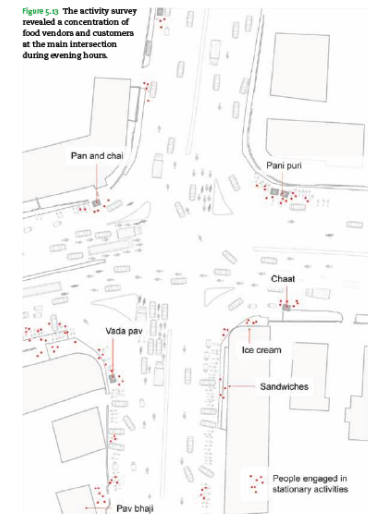 Figure 5.13 The activity survey
revealed a concentration of
food vendors and customers
at the main intersection
during evening hours.
Pan and chai
Pani puri
Chaat
Vada pav
Ice cream
Sandwiches
People engaged in
stationary activities
Pav bhaji